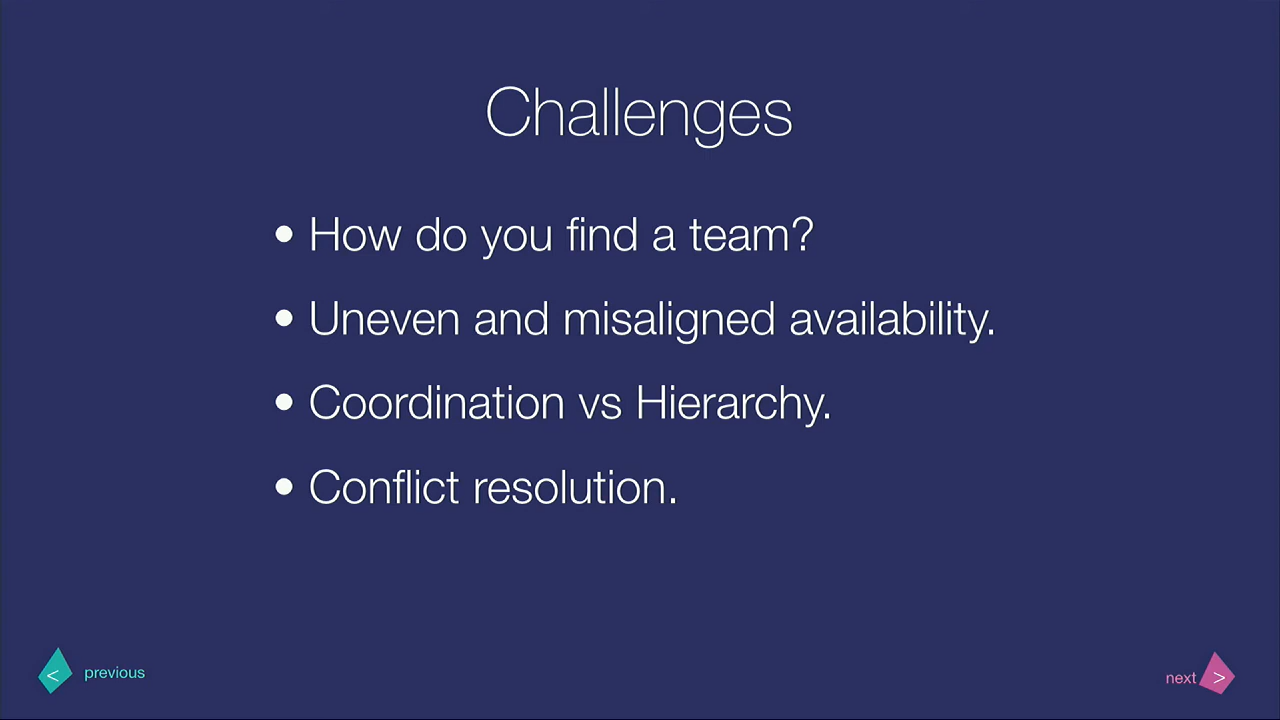 Challenges
• How do you find a team?
• Uneven and misaligned availability.
• Coordination vs Hierarchy.
• Conflict resolution.
< previous
next >